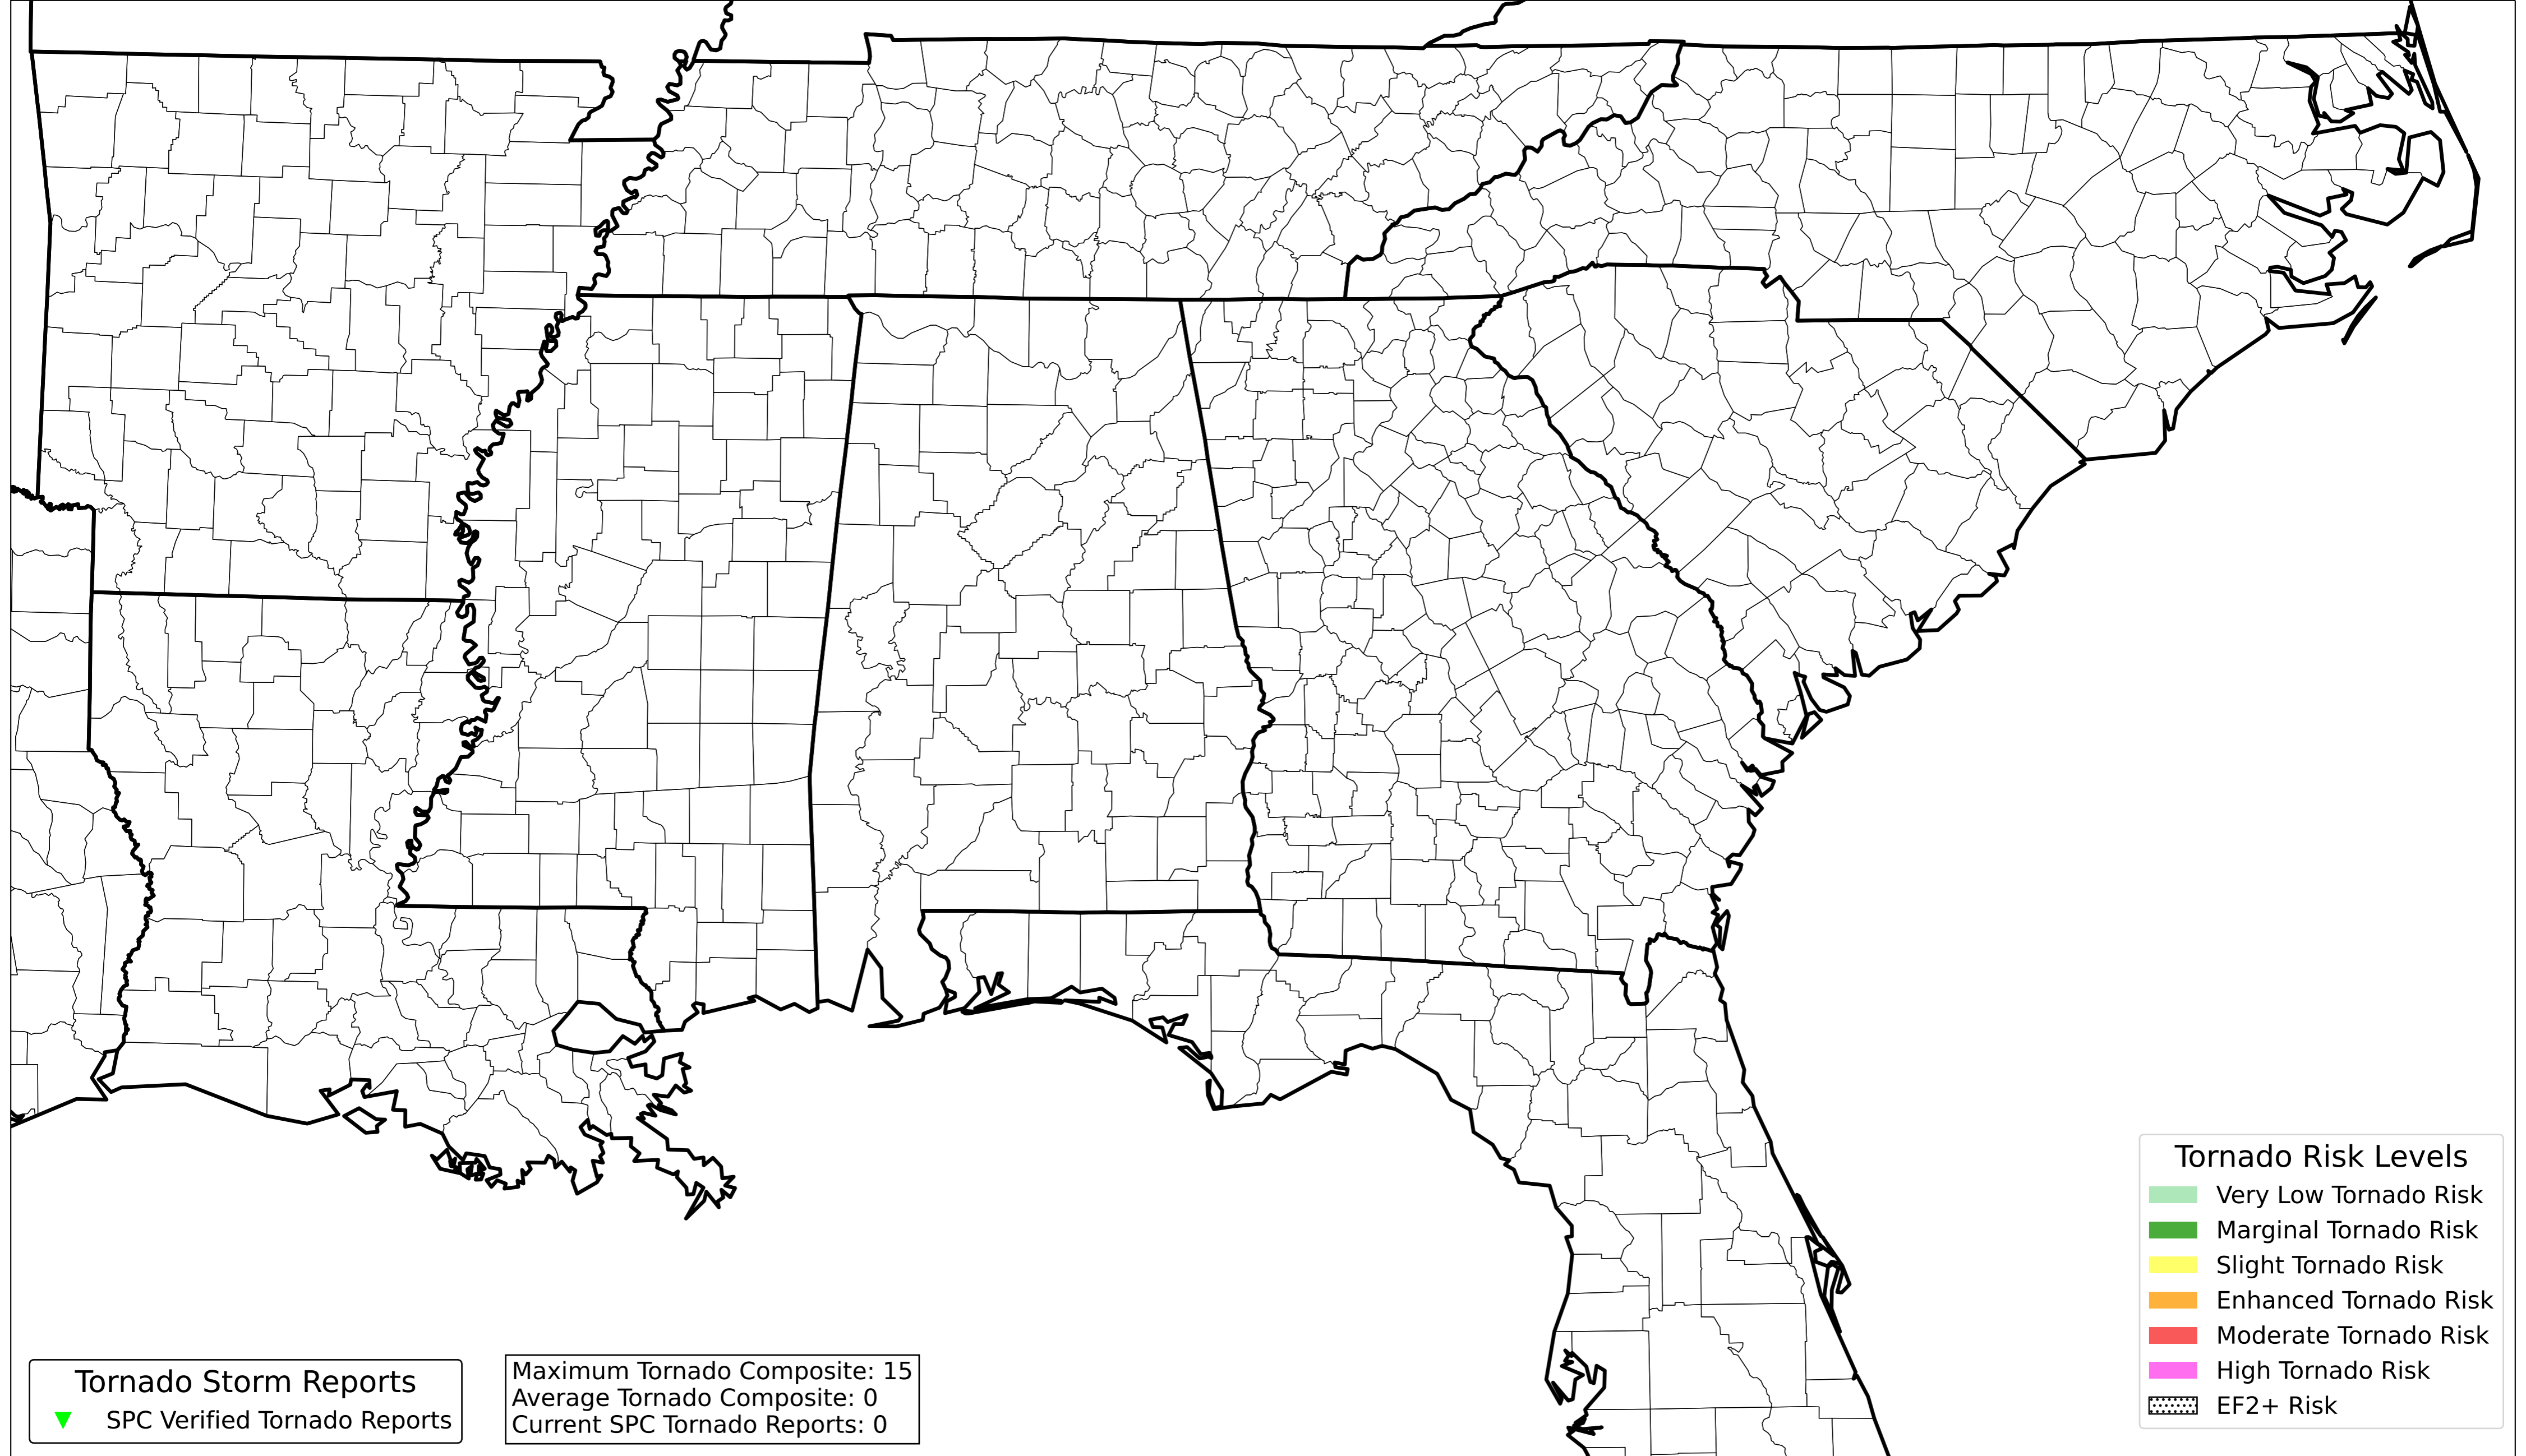 Tornado Storm Reports
SPC Verified Tornado Reports
Maximum Tornado Composite: 15
Average Tornado Composite: 0
Current SPC Tornado Reports: 0
Tornado Risk Levels
Very Low Tornado Risk
Marginal Tornado Risk
Slight Tornado Risk
Enhanced Tornado Risk
Moderate Tornado Risk
High Tornado Risk
EF2+ Risk